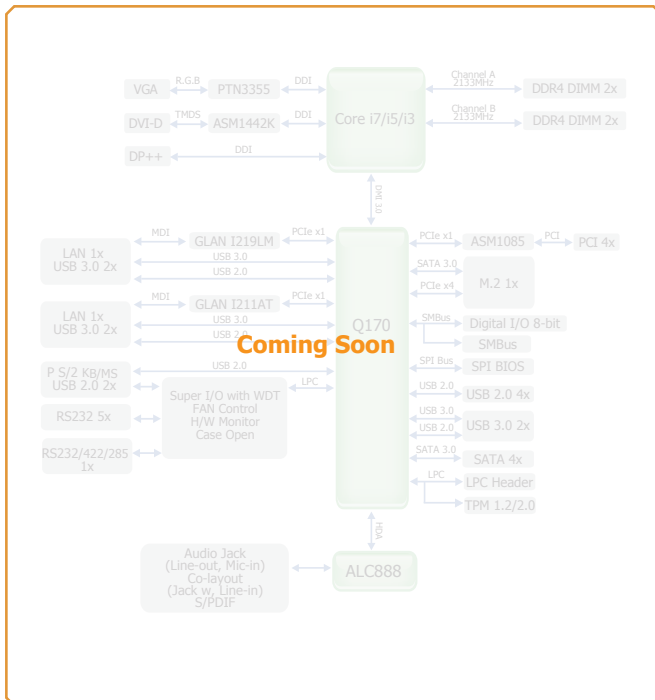 Channel A
2133MHz
VGA
R.G.B
PTN3355
DDI
DDR4 DIMM 2x
Core i7/i5/i3
Channel B
2133MHz
DVI-D
TMDS
ASM1442K
DDI
DDR4 DIMM 2x
DP++
DDI
DMI 3.0
MDI
GLAN I219LM
PCIe x1
LAN 1x
USB 3.0 2x
USB 3.0
USB 2.0
PCIe x1
ASM1085
PCI
PCI 4x
SATA 3.0
PCIe x4
M.2 1x
MDI
GLAN I211AT
PCIe x1
LAN 1x
USB 3.0 2x
USB 3.0
USB 2.0
Q170
Coming Soon
SMBus
Digital I/O 8-bit
SMBus
SPI Bus
SPI BIOS
P S/2 KB/MS
USB 2.0 2x
USB 2.0
LPC
Super I/O with WDT
FAN Control
H/W Monitor
Case Open
USB 2.0
USB 2.0 4x
RS232 5x
USB 3.0
USB 2.0
USB 3.0 2x
RS232/422/285
1x
SATA 3.0
SATA 4x
LPC
LPC Header
TPM 1.2/2.0
HDA
Audio Jack
(Line-out, Mic-in)
Co-layout
(Jack w, Line-in)
S/PDIF
ALC888